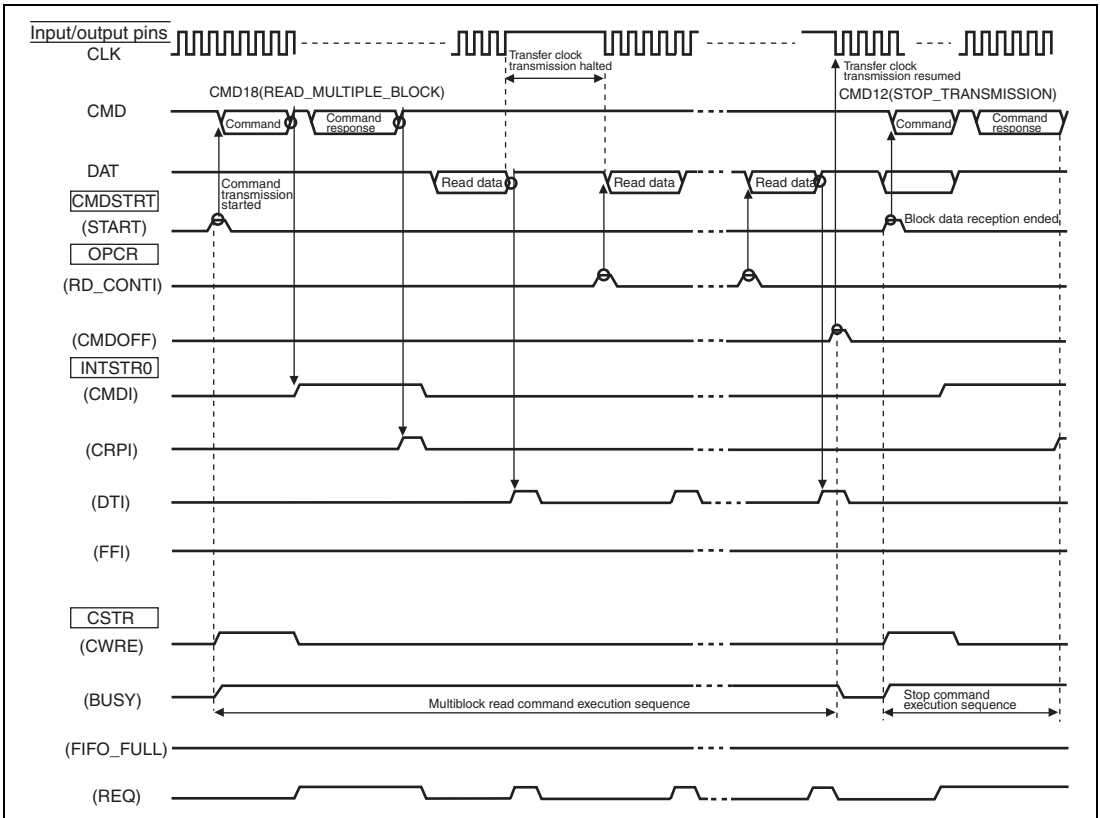 Input/output pins
CLK
Transfer clock
transmission halted
Transfer clock
transmission resumed
CMD18(READ_MULTIPLE_BLOCK)
CMD12(STOP_TRANSMISSION)
CMD
Command
Command
response
Command
Command
response
DAT
Read data
Read data
Read data
Command
transmission
started
CMDSTRT
(START)
Block data reception ended
OPCR
(RD_CONTI)
(CMDOFF)
INTSTR0
(CMDI)
(CRPI)
(DTI)
(FFI)
CSTR
(CWRE)
(BUSY)
Multiblock read command execution sequence
Stop command
execution sequence
(FIFO_FULL)
(REQ)